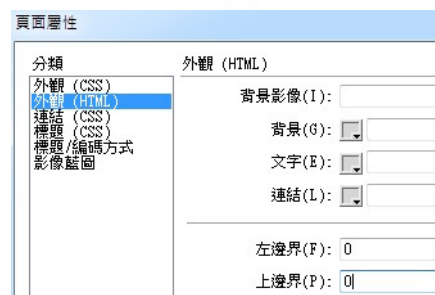 頁面屬性
分類
外觀 (CSS)
外觀 (HTML)
連結 (CSS)
標題 (CSS)
標題/編碼方式
影像藍圖
外觀 (HTML)
背景影像(I):
背景(G):
文字(E):
連結(L):
左邊界(F): 0
上邊界(P): 0